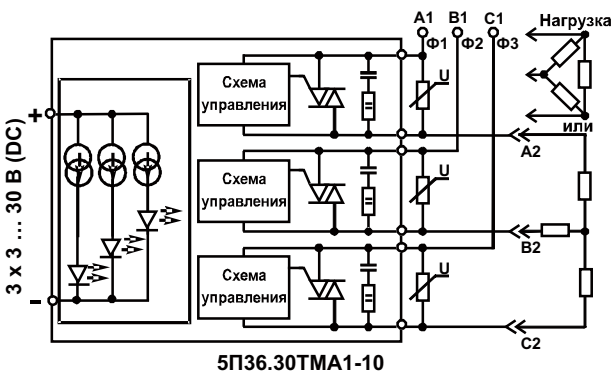 A1 B1 C1 Нагрузка
Ф1 Ф2 Ф3
U
Схема
управления
или
A2
+
3 x 3 ... 30 В (DC)
-
U
Схема
управления
B2
U
Схема
управления
C2
5П36.30ТМА1-10